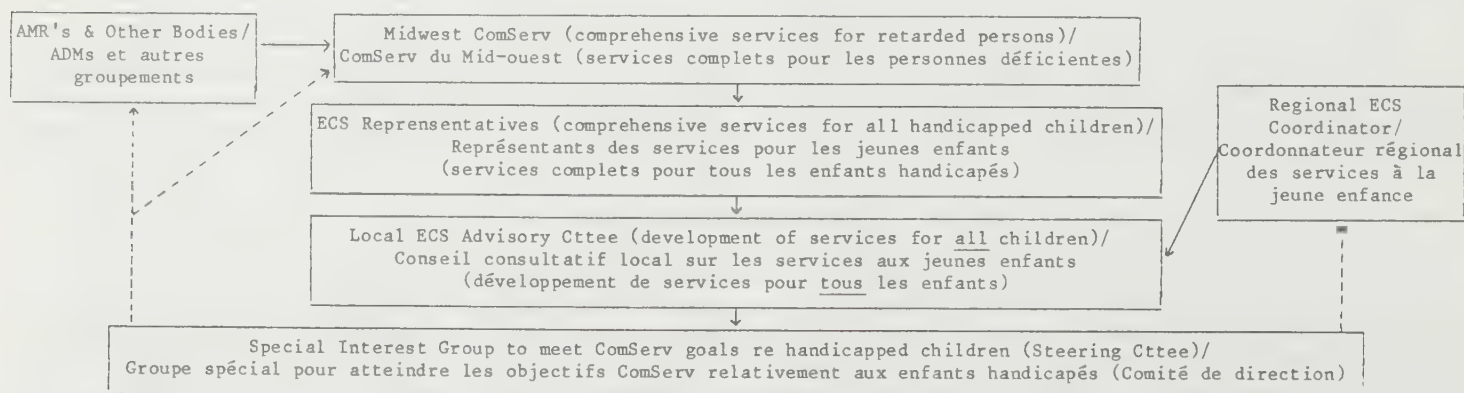 AMR's & Other Bodies/
ADMs et autres
groupements
Midwest ComServ (comprehensive services for retarded persons)/
ComServ du Mid-ouest (services complets pour les personnes déficientes)
ECS Reprensentatives (comprehensive services for all handicapped children)/
Représentants des services pour les jeunes enfants
(services complets pour tous les enfants handicapés)
Regional ECS
Coordinator/
Coordonnateur régional
des services à la
jeune enfance
Local ECS Advisory Cttee (development of services for all children)/
Conseil consultatif local sur les services aux jeunes enfants
(développement de services pour tous les enfants)
Special Interest Group to meet ComServ goals re handicapped children (Steering Cttee)/
Groupe spécial pour atteindre les objectifs ComServ relativement aux enfants handicapés (Comité de direction)